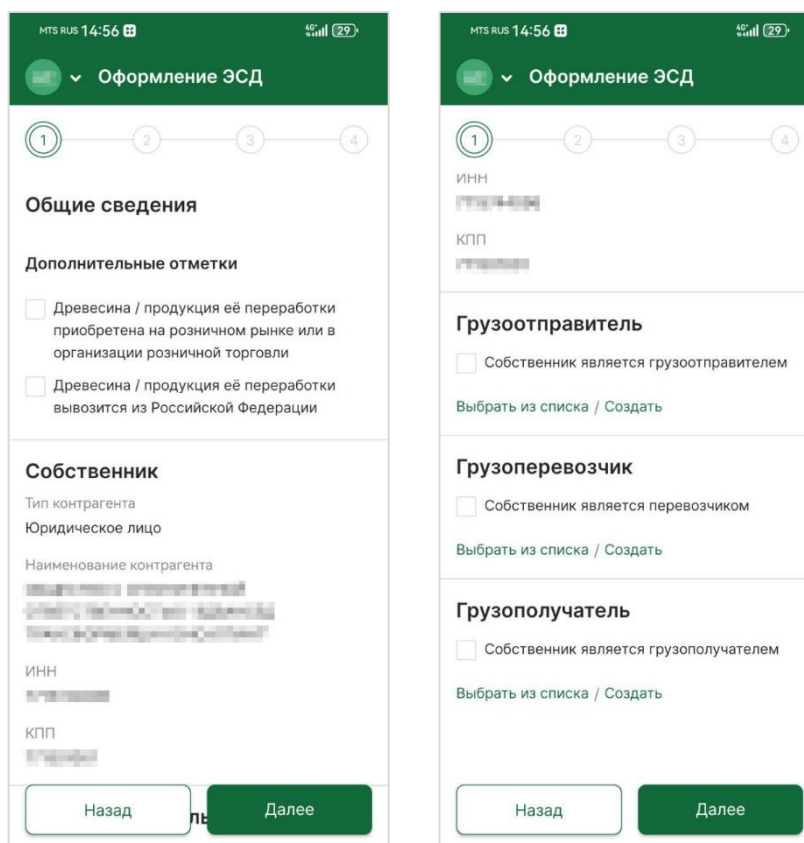 MTS RUS 14:56 4G 29
Оформление ЭСД
1 2 3 4
Общие сведения
Дополнительные отметки
Древесина / продукция её переработки
приобретена на розничном рынке или в
организации розничной торговли
Древесина / продукция её переработки
вывозится из Российской Федерации
Собственник
Тип контрагента
Юридическое лицо
Наименование контрагента
ИНН
КПП
Назад
Далее
MTS RUS 14:56 4G 29
Оформление ЭСД
1 2 3 4
ИНН
КПП
Грузоотправитель
Собственник является грузоотправителем
Выбрать из списка / Создать
Грузоперевозчик
Собственник является перевозчиком
Выбрать из списка / Создать
Грузополучатель
Собственник является грузополучателем
Выбрать из списка / Создать
Назад
Далее